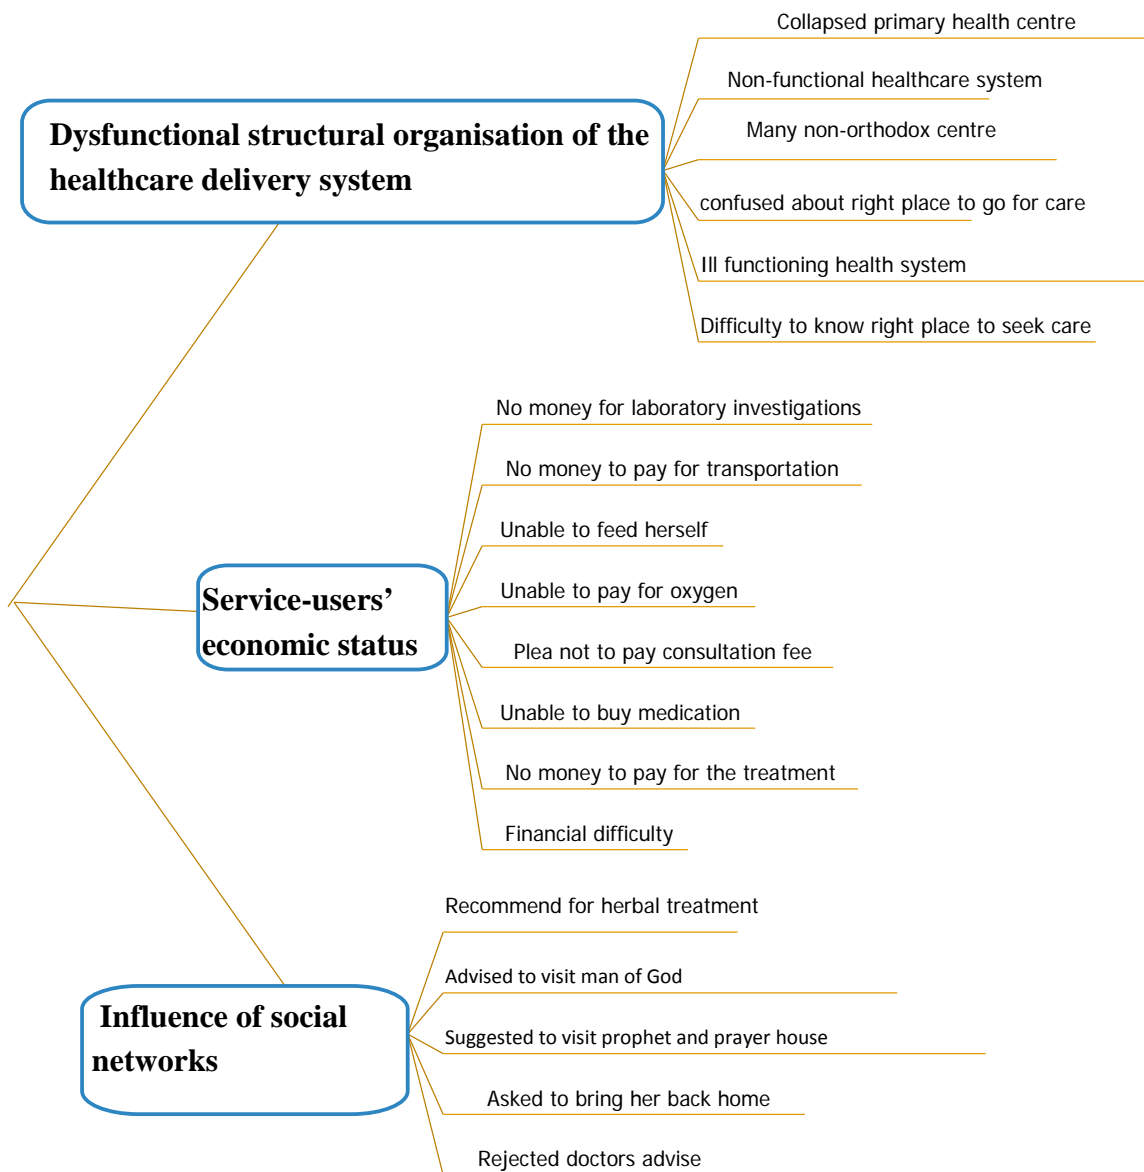 Collapsed primary health centre
Non-functional healthcare system
Dysfunctional structural organisation of the
healthcare delivery system
Many non-orthodox centre
confused about right place to go for care
Ill functioning health system
Difficulty to know right place to seek care
No money for laboratory investigations
No money to pay for transportation
Unable to feed herself
Service-users’
economic status
Unable to pay for oxygen
Plea not to pay consultation fee
Unable to buy medication
No money to pay for the treatment
Financial difficulty
Recommend for herbal treatment
Advised to visit man of God
Influence of social
networks
Suggested to visit prophet and prayer house
Asked to bring her back home
Rejected doctors advise